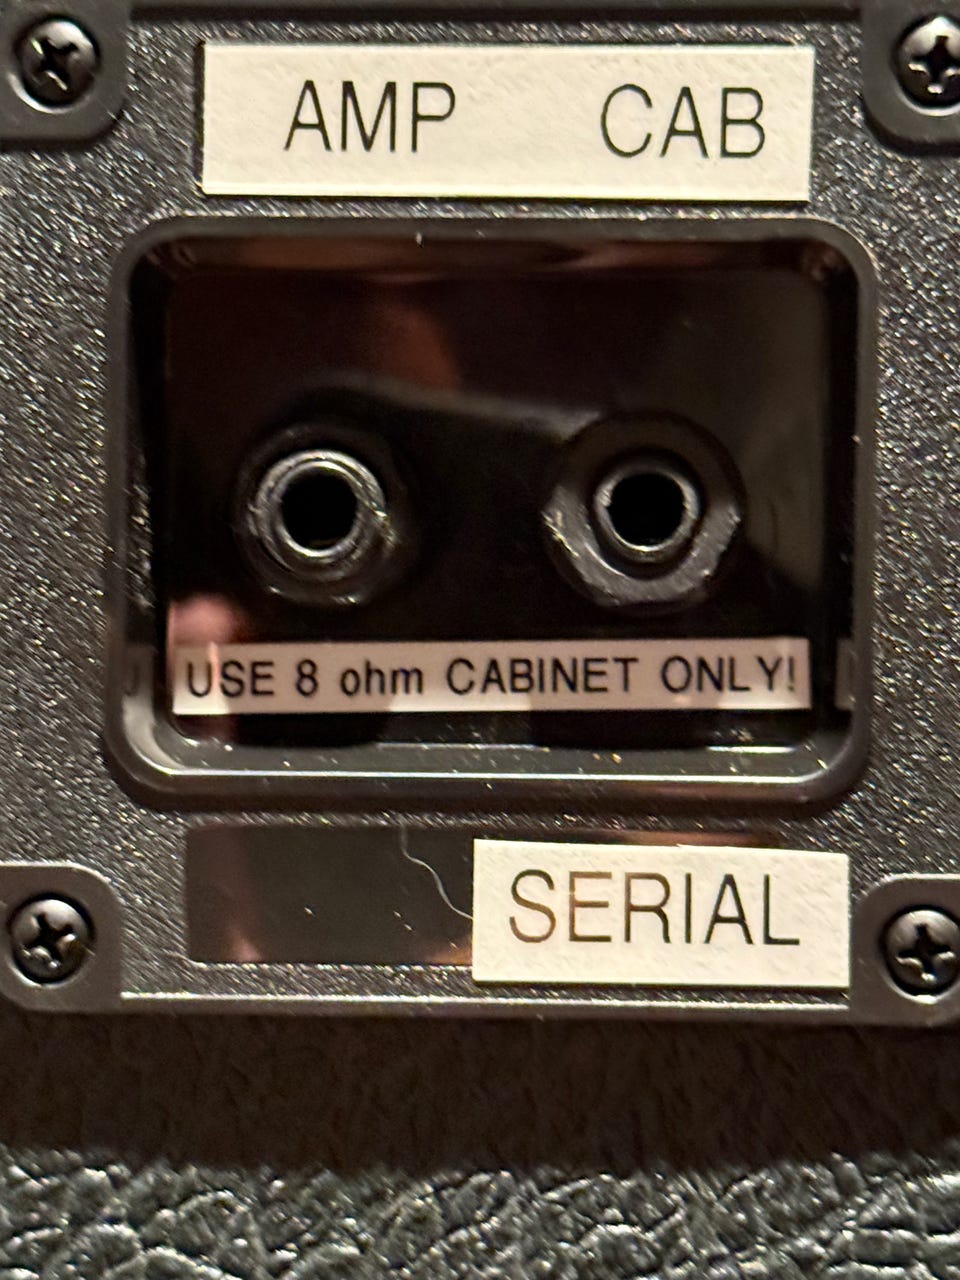 AMP CAB
USE 8 ohm CABINET ONLY!
SERIAL